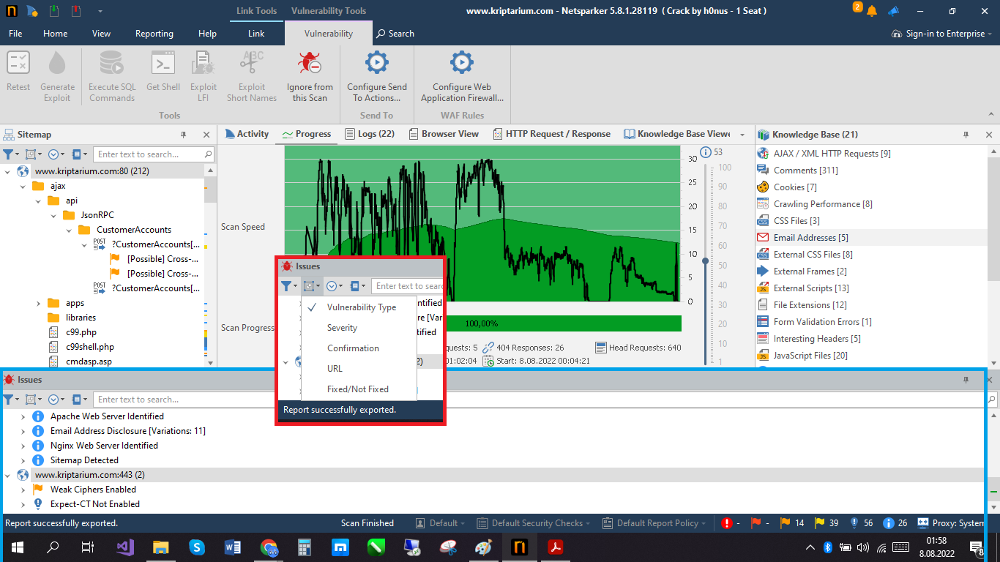 Link Tools Vulnerability Tools www.kriptarium.com - Netsparker 5.8.1.28119 ( Crack by h0nus - 1 Seat ) 2
File Home View Reporting Help Link Vulnerability Search Sign-in to Enterprise
Retest
Generate
Exploit
Execute SQL
Commands
Get Shell
Exploit
LFI
ABC
Exploit
Short Names
Ignore from
this Scan
Configure Send
To Actions...
Configure Web
Application Firewall...
Tools Send To WAF Rules
Sitemap
Enter text to search...
www.kriptarium.com:80 (212)
ajax
api
JsonRPC
CustomerAccounts
POST ?CustomerAccounts[...
[Possible] Cross-...
[Possible] Cross-...
POST ?CustomerAccounts[...
apps
libraries
c99.php
c99shell.php
cmdasp.asp
Activity Progress Logs (22) Browser View HTTP Request / Response Knowledge Base Viewe
Scan Speed
30
25
20
15
10
5
0
53
100
90
80
70
60
50
40
30
20
10
1
Scan Progress 100,00%
quests: 5 404 Responses: 26 Head Requests: 640
01:02:04 Start: 8.08.2022 00:04:21
Knowledge Base (21)
AJAX / XML HTTP Requests [9]
Comments [311]
Cookies [7]
Crawling Performance [8]
CSS Files [3]
Email Addresses [5]
External CSS Files [8]
External Frames [2]
External Scripts [13]
File Extensions [12]
Form Validation Errors [1]
Interesting Headers [5]
JavaScript Files [20]
Issues
Enter text to searc
Vulnerability Type
Severity
Confirmation
URL
Fixed/Not Fixed
entified
re [Var
tified
2)
Report successfully exported.
Issues
Enter text to search...
Apache Web Server Identified
Email Address Disclosure [Variations: 11]
Nginx Web Server Identified
Sitemap Detected
www.kriptarium.com:443 (2)
Weak Ciphers Enabled
Expect-CT Not Enabled
Report successfully exported. Scan Finished Default Default Security Checks Default Report Policy - - 14 39 56 26 Proxy: System
01:58
8.08.2022
8